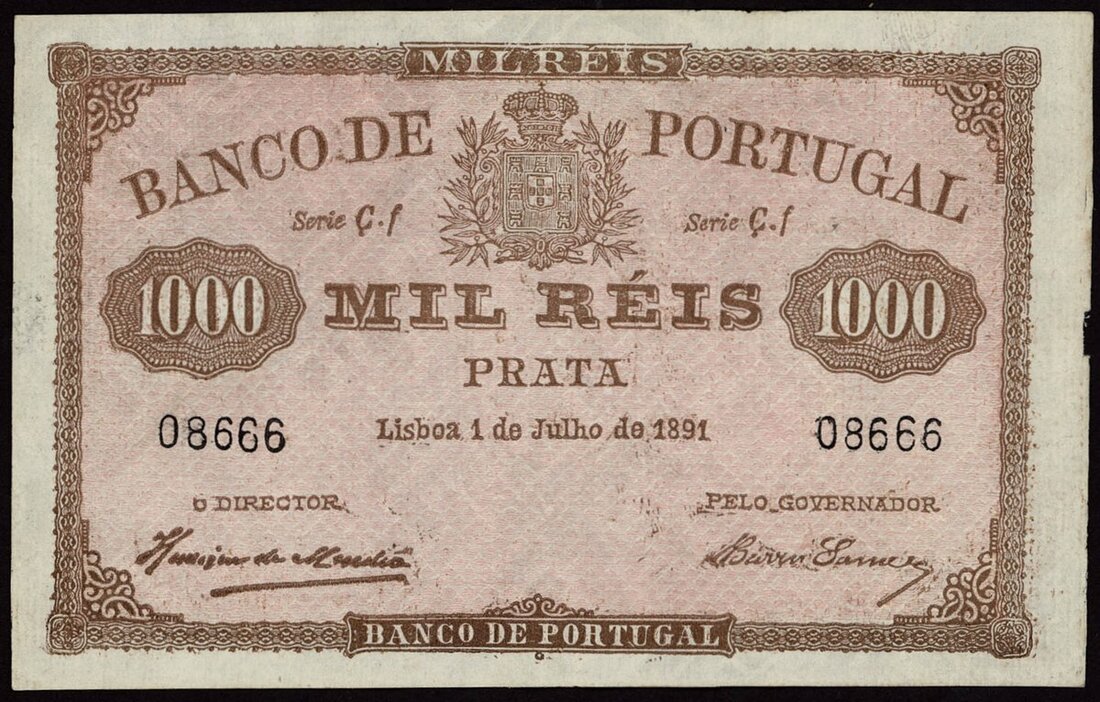 MIL RÉIS
BANCO DE PORTUGAL
Serie Ç.f Serie Ç.f
1000 MIL RÉIS 1000
PRATA
08666 Lisboa 1 de Julho de 1891 08666
O DIRECTOR PELO GOVERNADOR
BANCO DE PORTUGAL